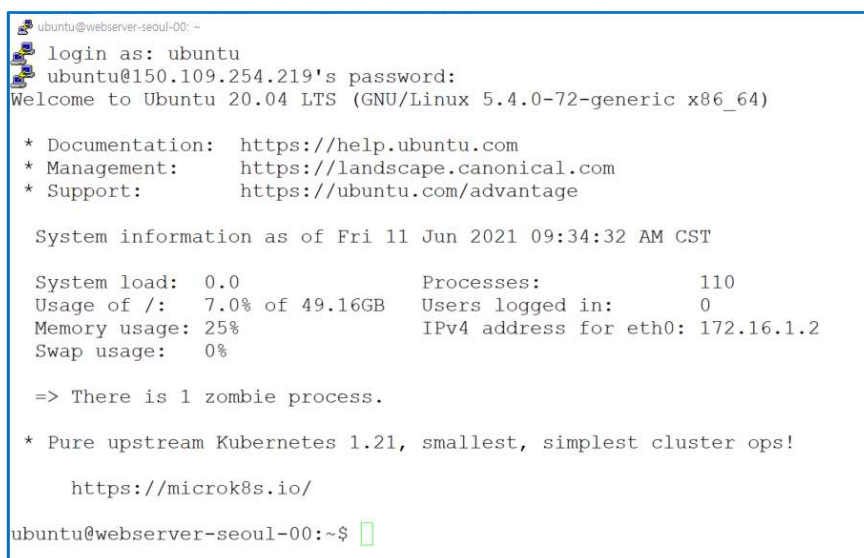 ubuntu@webserver-seoul-00: ~
login as: ubuntu
ubuntu@150.109.254.219's password:
Welcome to Ubuntu 20.04 LTS (GNU/Linux 5.4.0-72-generic x86_64)
* Documentation:  https://help.ubuntu.com
* Management:     https://landscape.canonical.com
* Support:        https://ubuntu.com/advantage
System information as of Fri 11 Jun 2021 09:34:32 AM CST
System load:  0.0                Processes:             110
Usage of /:   7.0% of 49.16GB   Users logged in:       0
Memory usage: 25%                IPv4 address for eth0: 172.16.1.2
Swap usage:   0%
=> There is 1 zombie process.
* Pure upstream Kubernetes 1.21, smallest, simplest cluster ops!
https://microk8s.io/
ubuntu@webserver-seoul-00:~$